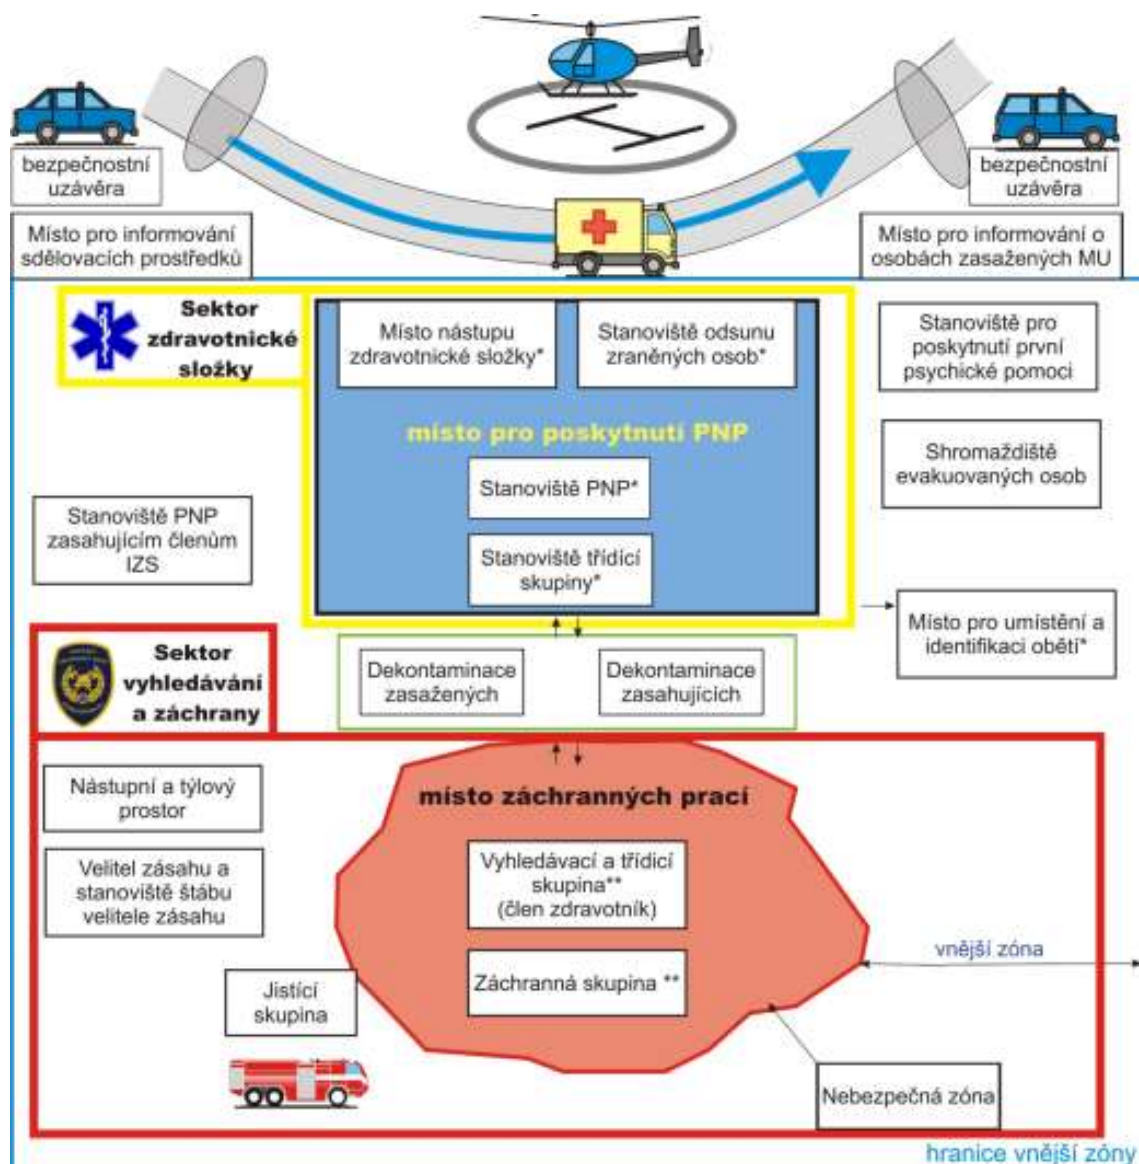 bezpečnostní
uzávěra
bezpečnostní
uzávěra
Místo pro informování
sdělovacích prostředků
Místo pro informování o
osobách zasažených MU
Sektor
zdravotnické
složky
Místo nástupu
zdravotnické složky*
Stanoviště odsunu
zraněných osob*
Stanoviště pro
poskytnutí první
psychické pomoci
místo pro poskytnutí PNP
Shromaždiště
evakuovaných osob
Stanoviště PNP*
Stanoviště PNP
zasahujícím členům
IZS
Stanoviště třídící
skupiny*
Místo pro umístění a
identifikaci obětí*
Sektor
vyhledávání
a záchrany
Dekontaminace
zasažených
Dekontaminace
zasahujících
Nástupní a týlový
prostor
místo záchranných prací
Velitel zásahu a
stanoviště štábu
velitele zásahu
Vyhledávací a třídicí
skupina**
(člen zdravotník)
vnější zóna
Jistící
skupina
Záchranná skupina **
Nebezpečná zóna
hranice vnější zóny